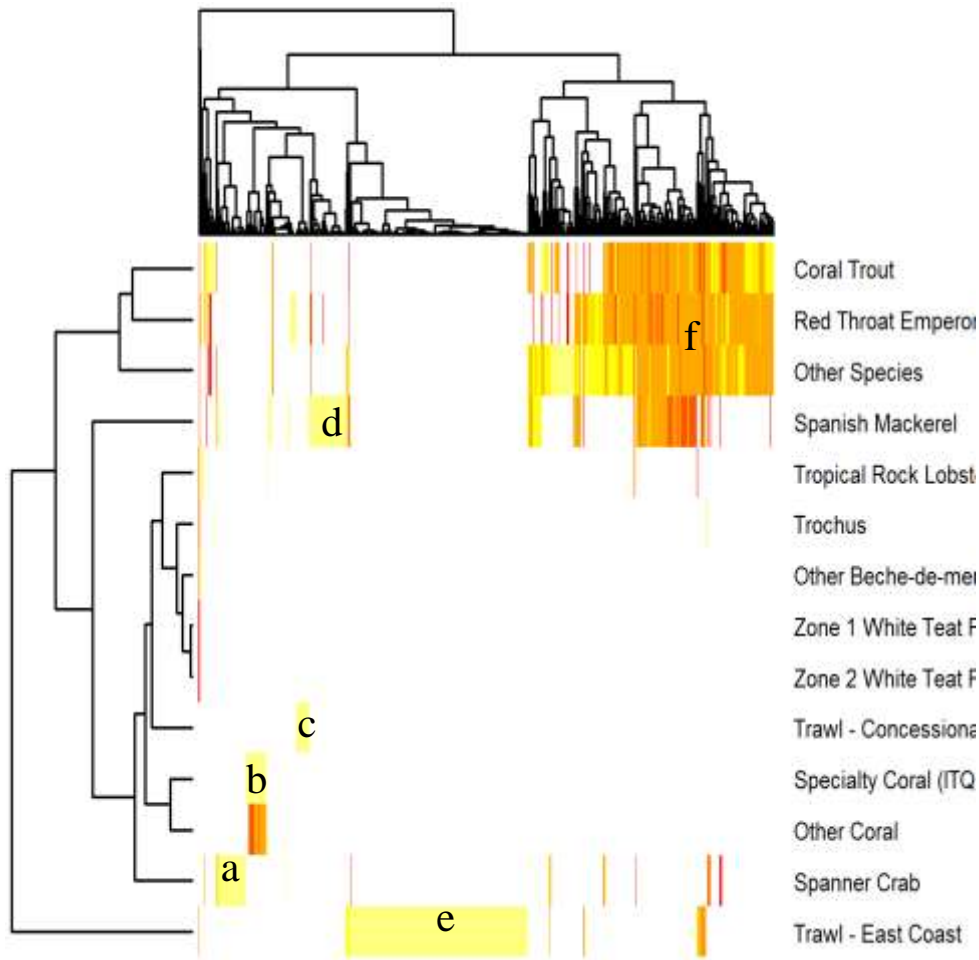 Coral Trout
Red Throat Emperor
f
Other Species
d
Spanish Mackerel
Tropical Rock Lobst
Trochus
Other Beche-de-mer
Zone 1 White Teat F
Zone 2 White Teat F
c
Trawl - Concessiona
b
Specialty Coral (ITQ
Other Coral
a
Spanner Crab
e
Trawl - East Coast